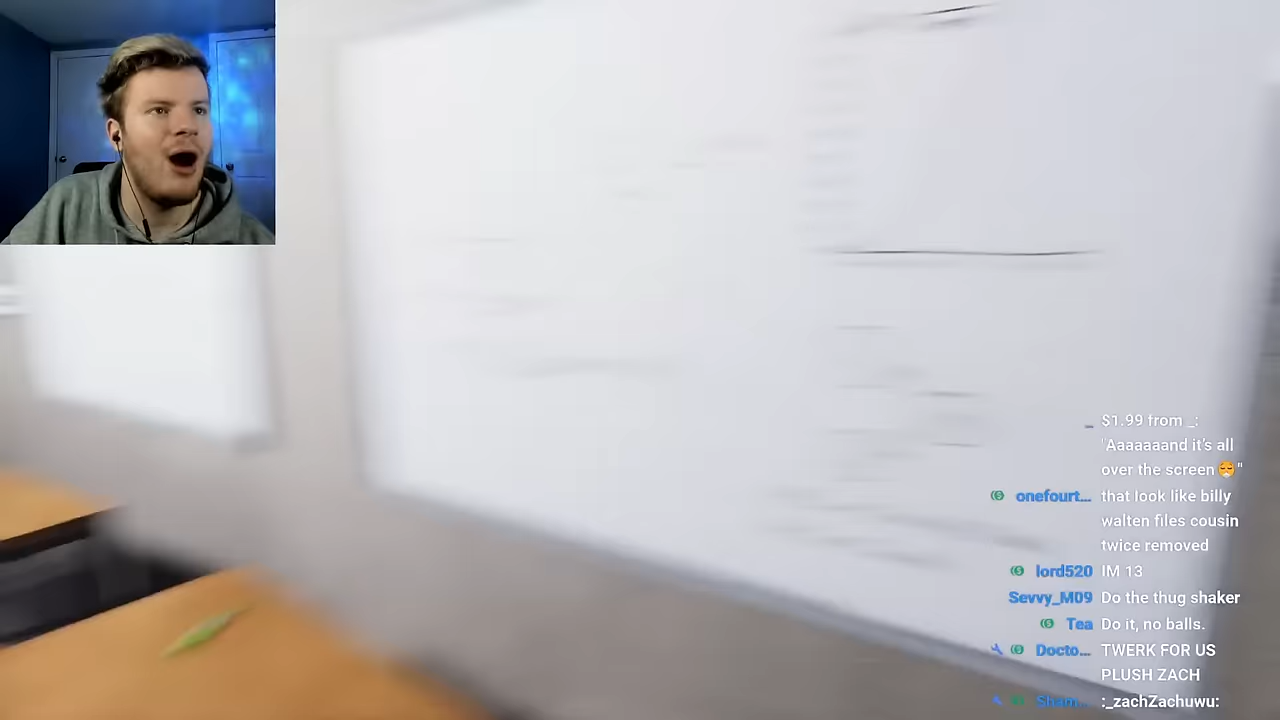 _ $1.99 from _:
"Aaaaaaand it's all
over the screen😤"
onefourt... that look like billy
walten files cousin
twice removed
lord520 IM 13
Sevvy_M09 Do the thug shaker
Tea Do it, no balls.
Docto... TWERK FOR US
PLUSH ZACH
Sham... :_zachZachuwu: